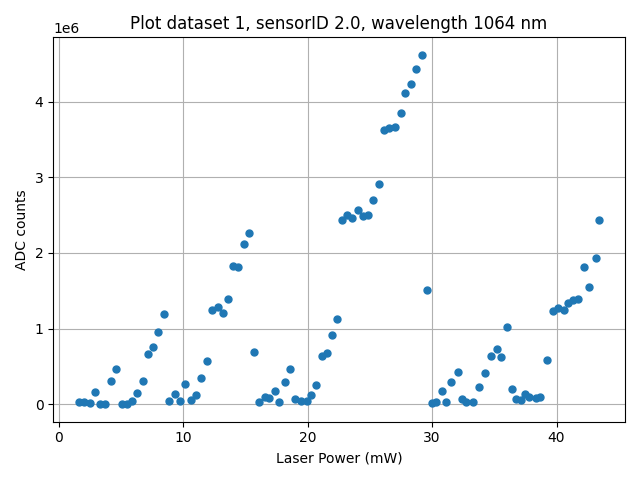 Plot dataset 1, sensorID 2.0, wavelength 1064 nm
1e6
4
3
2
1
0
ADC counts
0 10 20 30 40
Laser Power (mW)